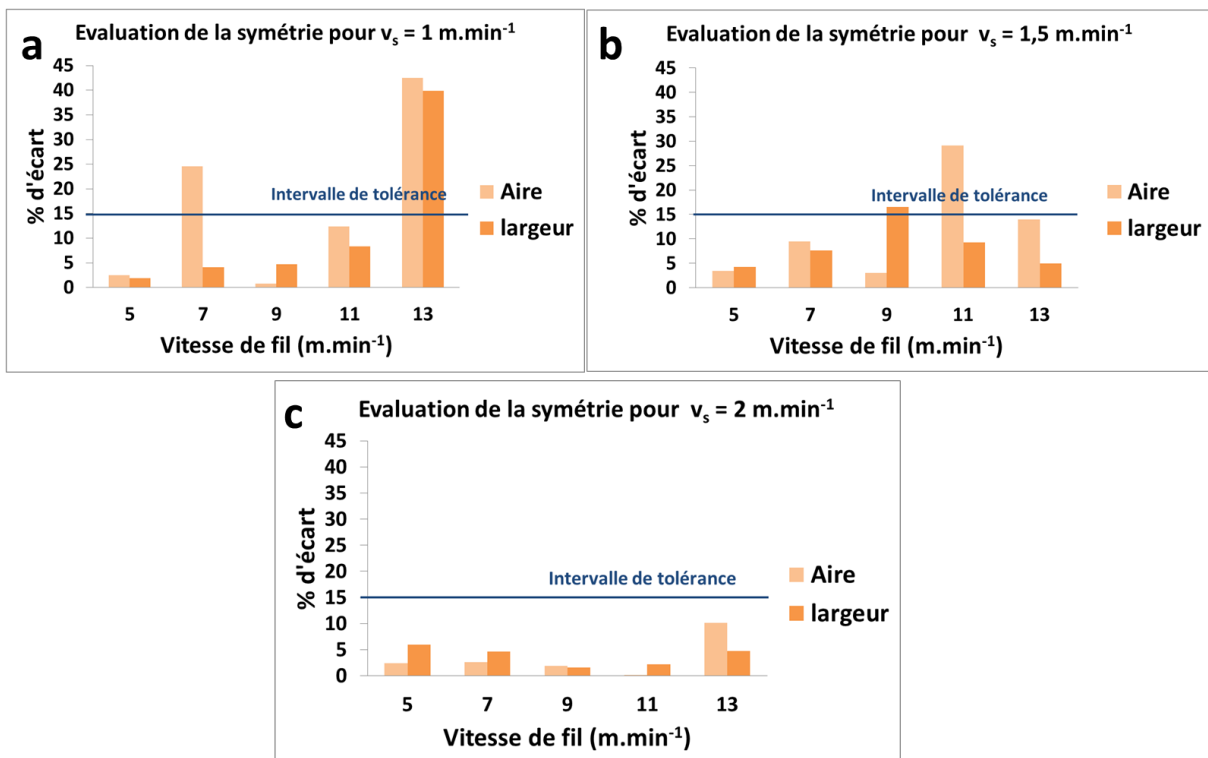 a
Evaluation de la symétrie pour vₛ = 1 m.min⁻¹
45
40
35
30
25
20
15
10
5
0
% d'écart
Intervalle de tolérance
Aire
largeur
5 7 9 11 13
Vitesse de fil (m.min⁻¹)
b
Evaluation de la symétrie pour vₛ = 1,5 m.min⁻¹
45
40
35
30
25
20
15
10
5
0
% d'écart
Intervalle de tolérance
Aire
largeur
5 7 9 11 13
Vitesse de fil (m.min⁻¹)
c
Evaluation de la symétrie pour vₛ = 2 m.min⁻¹
45
40
35
30
25
20
15
10
5
0
% d'écart
Intervalle de tolérance
Aire
largeur
5 7 9 11 13
Vitesse de fil (m.min⁻¹)